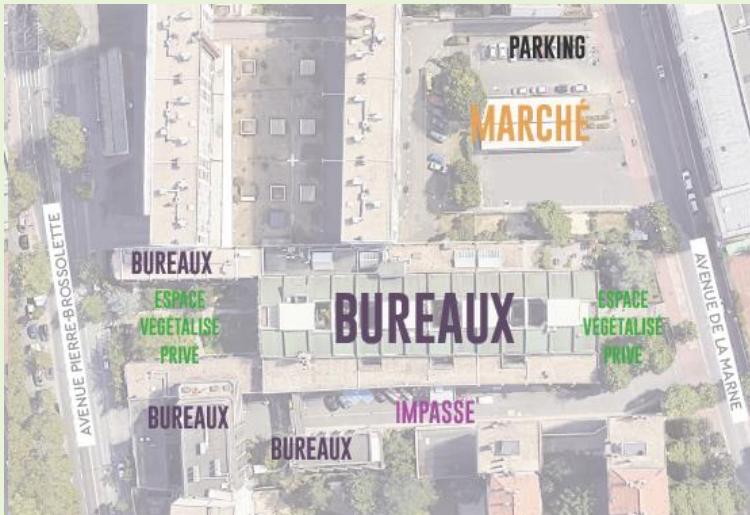 PARKING
MARCHÉ
AVENUE PIERRE-BROSSOLETTE
BUREAUX
ESPACE
VÉGÉTALISÉ
PRIVÉ
BUREAUX
ESPACE
VÉGÉTALISÉ
PRIVÉ
AVENUE DE LA MARNE
BUREAUX
IMPASSE
BUREAUX